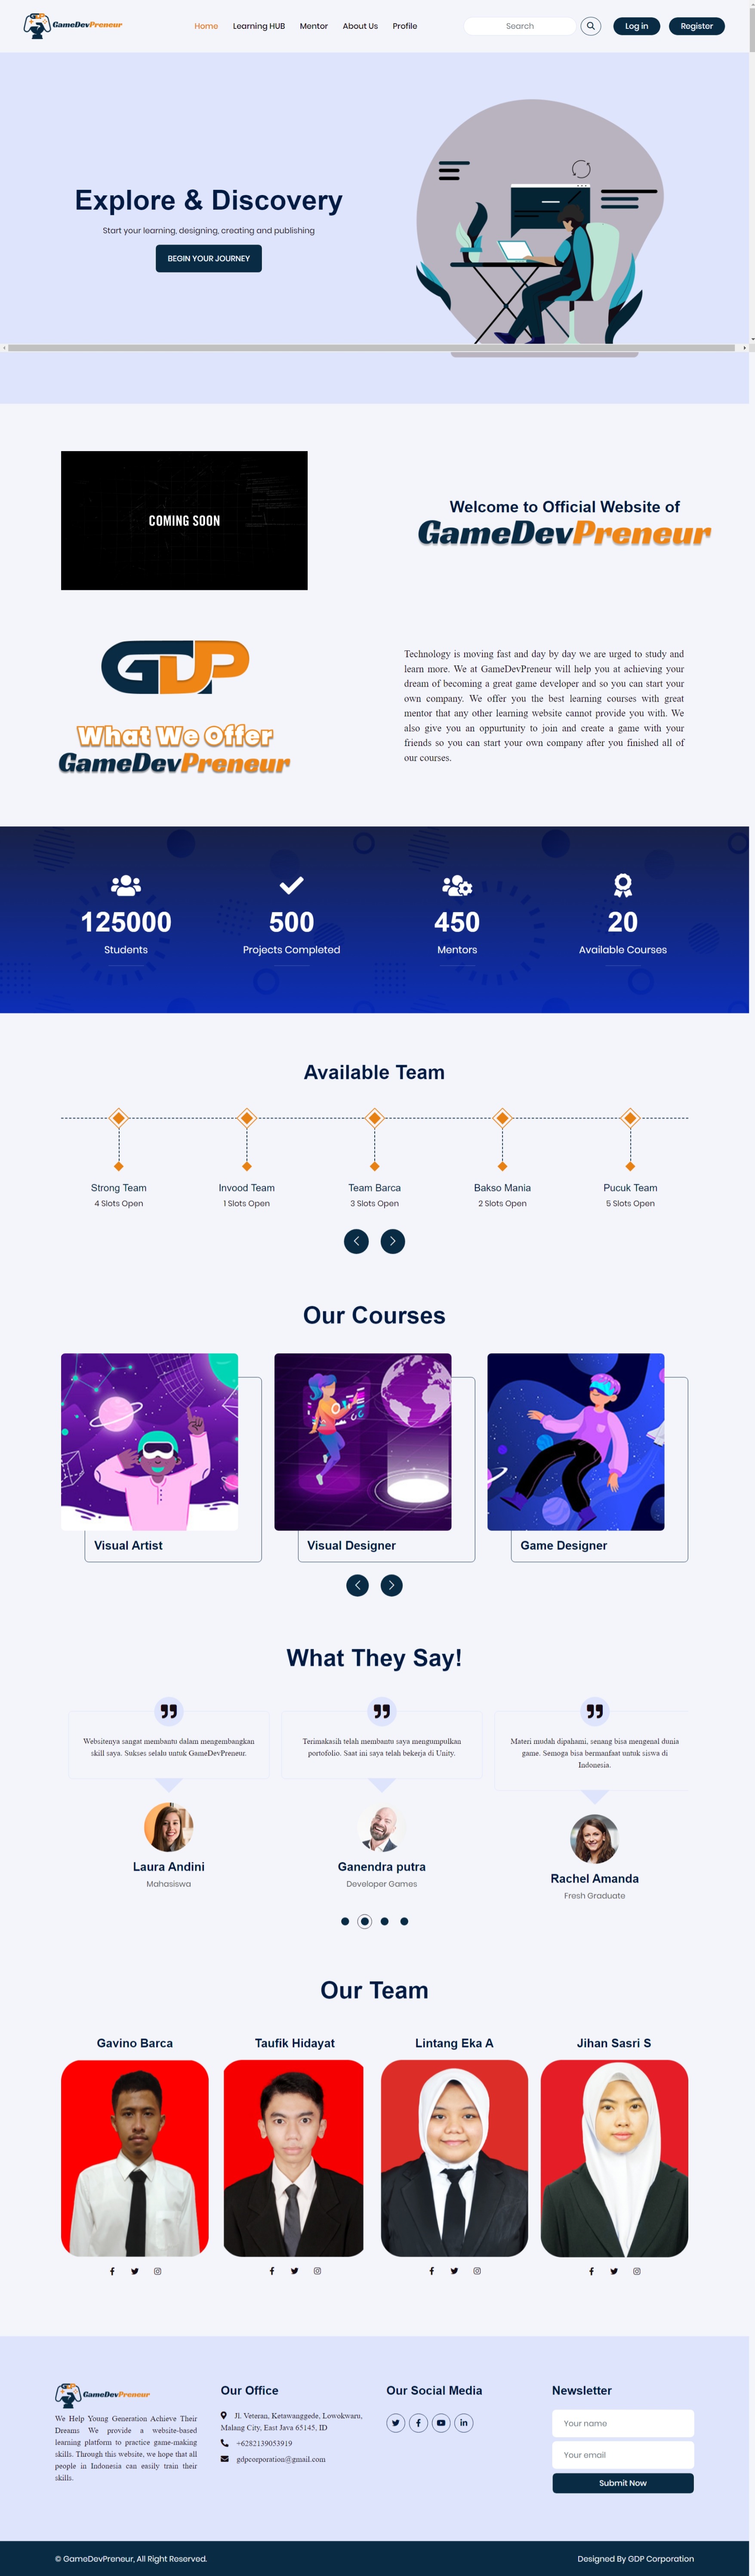 GameDevPreneur
Home
Learning HUB
Mentor
About Us
Profile
Search
Log in
Register
Explore & Discovery
Start your learning, designing, creating and publishing
BEGIN YOUR JOURNEY
COMING SOON
Welcome to Official Website of
GameDevPreneur
GDP
What We Offer
GameDevPreneur
Technology is moving fast and day by day we are urged to study and
learn more. We at GameDevPreneur will help you at achieving your
dream of becoming a great game developer and so you can start your
own company. We offer you the best learning courses with great
mentor that any other learning website cannot provide you with. We
also give you an oppurtunity to join and create a game with your
friends so you can start your own company after you finished all of
our courses.
125000
Students
500
Projects Completed
450
Mentors
20
Available Courses
Available Team
Strong Team
4 Slots Open
Invood Team
1 Slots Open
Team Barca
3 Slots Open
Bakso Mania
2 Slots Open
Pucuk Team
5 Slots Open
Our Courses
Visual Artist
Visual Designer
Game Designer
What They Say!
Websitenya sangat membantu dalam mengembangkan
skill saya. Sukses selalu untuk GameDevPreneur.
Laura Andini
Mahasiswa
Terimakasih telah membantu saya mengumpulkan
portofolio. Saat ini saya telah bekerja di Unity.
Ganendra putra
Developer Games
Materi mudah dipahami, senang bisa mengenal dunia
game. Semoga bisa bermanfaat untuk siswa di
Indonesia.
Rachel Amanda
Fresh Graduate
Our Team
Gavino Barca
Taufik Hidayat
Lintang Eka A
Jihan Sasri S
GameDevPreneur
We Help Young Generation Achieve Their
Dreams We provide a website-based
learning platform to practice game-making
skills. Through this website, we hope that all
people in Indonesia can easily train their
skills.
Our Office
Jl. Veteran, Ketawanggede, Lowokwaru,
Malang City, East Java 65145, ID
+6282139053919
gdpcorporation@gmail.com
Our Social Media
Newsletter
Your name
Your email
Submit Now
© GameDevPreneur, All Right Reserved.
Designed By GDP Corporation